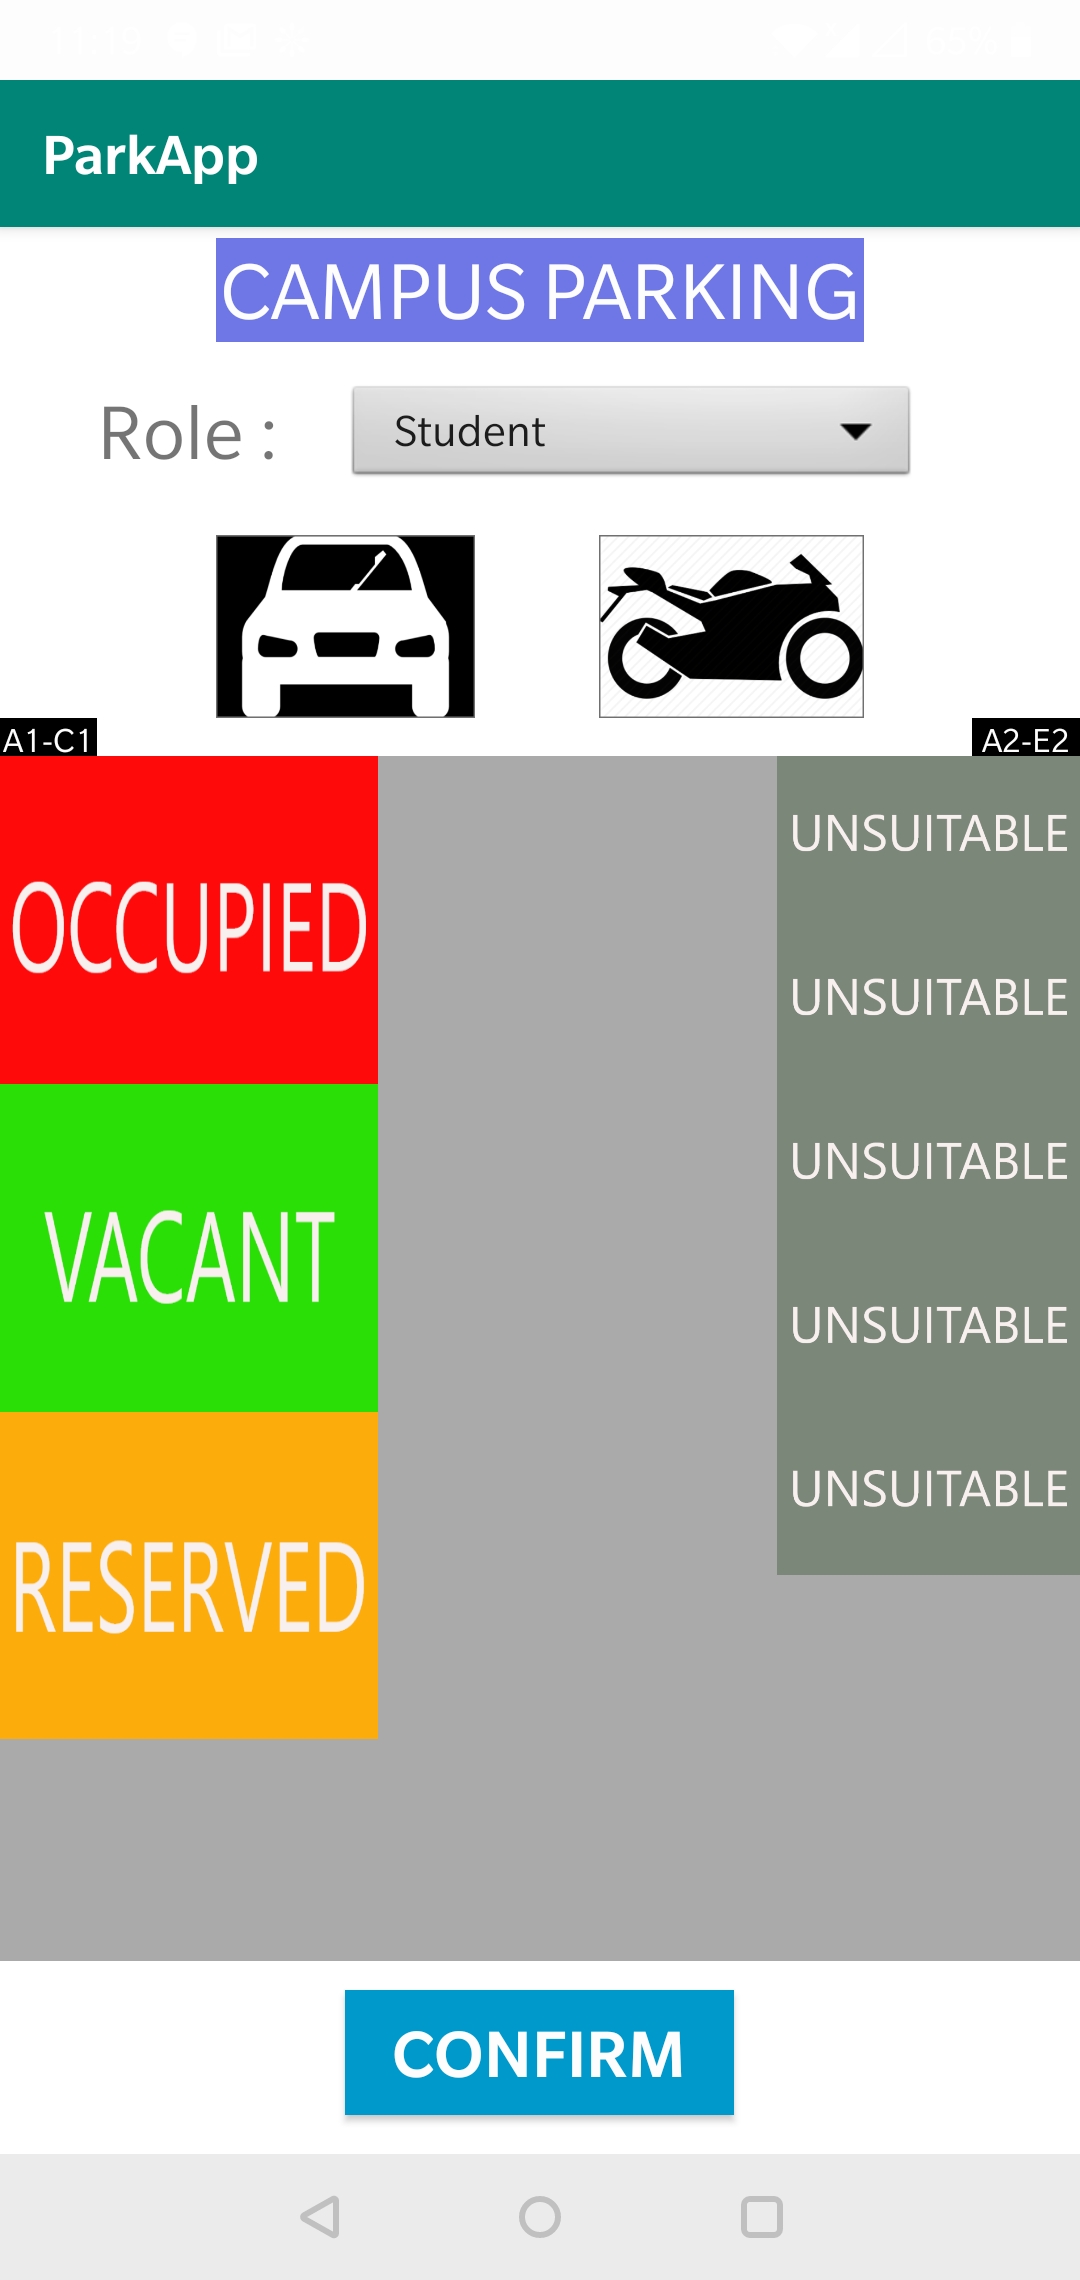 ParkApp
CAMPUS PARKING
Role :
Student
A1-C1
A2-E2
OCCUPIED
VACANT
RESERVED
UNSUITABLE
UNSUITABLE
UNSUITABLE
UNSUITABLE
UNSUITABLE
CONFIRM